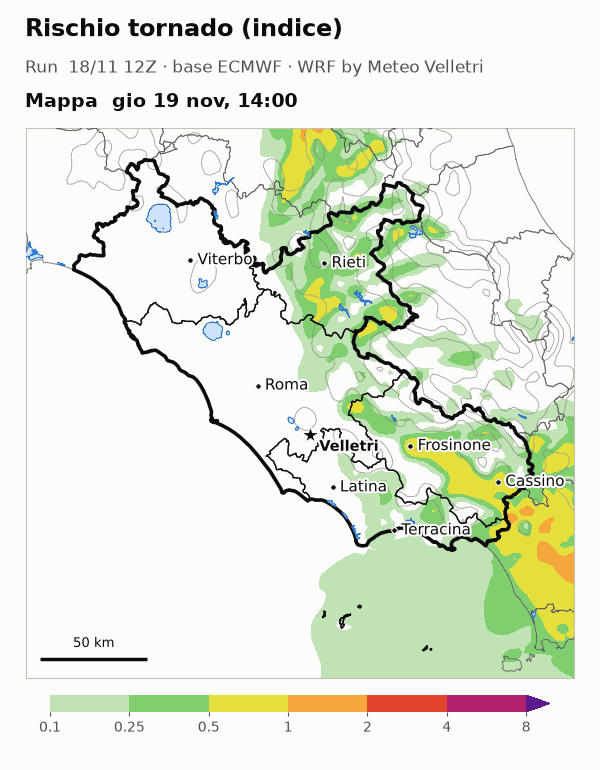 Rischio tornado (indice)
Run 18/11 12Z · base ECMWF · WRF by Meteo Velletri
Mappa gio 19 nov, 14:00
Viterbo
Rieti
Roma
Velletri
Frosinone
Cassino
Latina
Terracina
50 km
0.1 0.25 0.5 1 2 4 8